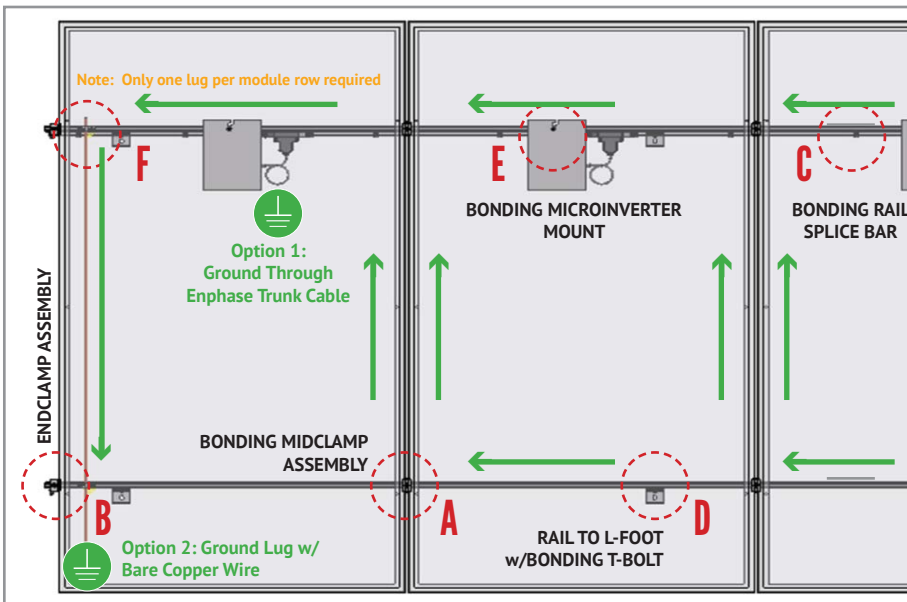 Note: Only one lug per module row required
F
E
C
BONDING MICROINVERTER
MOUNT
BONDING RAIL
SPLICE BAR
Option 1:
Ground Through
Enphase Trunk Cable
ENDCLAMP ASSEMBLY
BONDING MIDCLAMP
ASSEMBLY
B
A
D
Option 2: Ground Lug w/
Bare Copper Wire
RAIL TO L-FOOT
w/BONDING T-BOLT